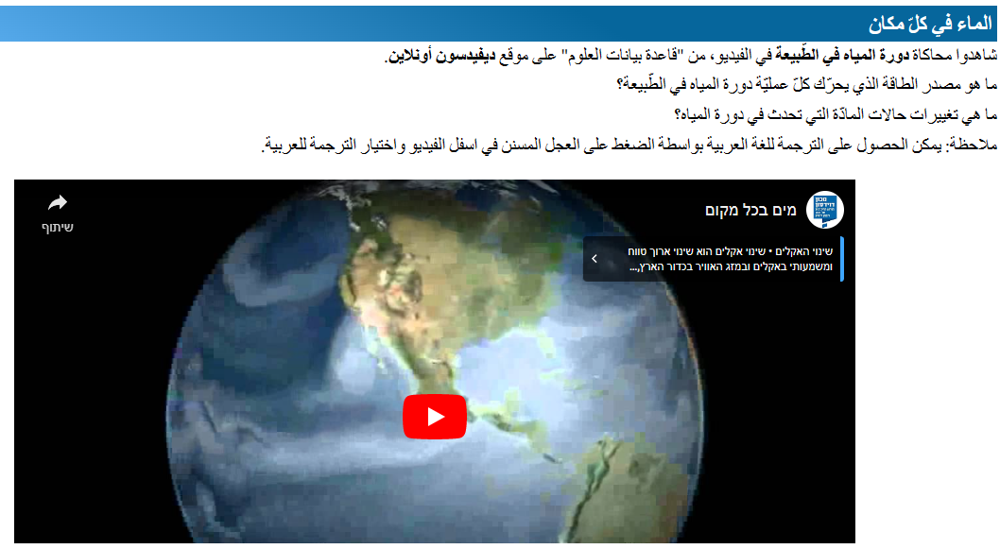 الماء في كلّ مكان
شاهدوا محاكاة دورة المياه في الطّبيعة في الفيديو، من "قاعدة بيانات العلوم" على موقع ديفيدسون أونلاين.
ما هو مصدر الطاقة الذي يحرّك كلّ عمليّة دورة المياه في الطّبيعة؟
ما هي تغييرات حالات المادّة التي تحدث في دورة المياه؟
ملاحظة: يمكن الحصول على الترجمة للغة العربية بواسطة الضغط على العجل المسنن في اسفل الفيديو واختيار الترجمة للعربية.
מים בכל מקום
שיתוף
שינוי האקלים • שינוי אקלים הוא שינוי ארוך טווח
ומשמעותי באקלים ובמזג האוויר בכדור הארץ,...